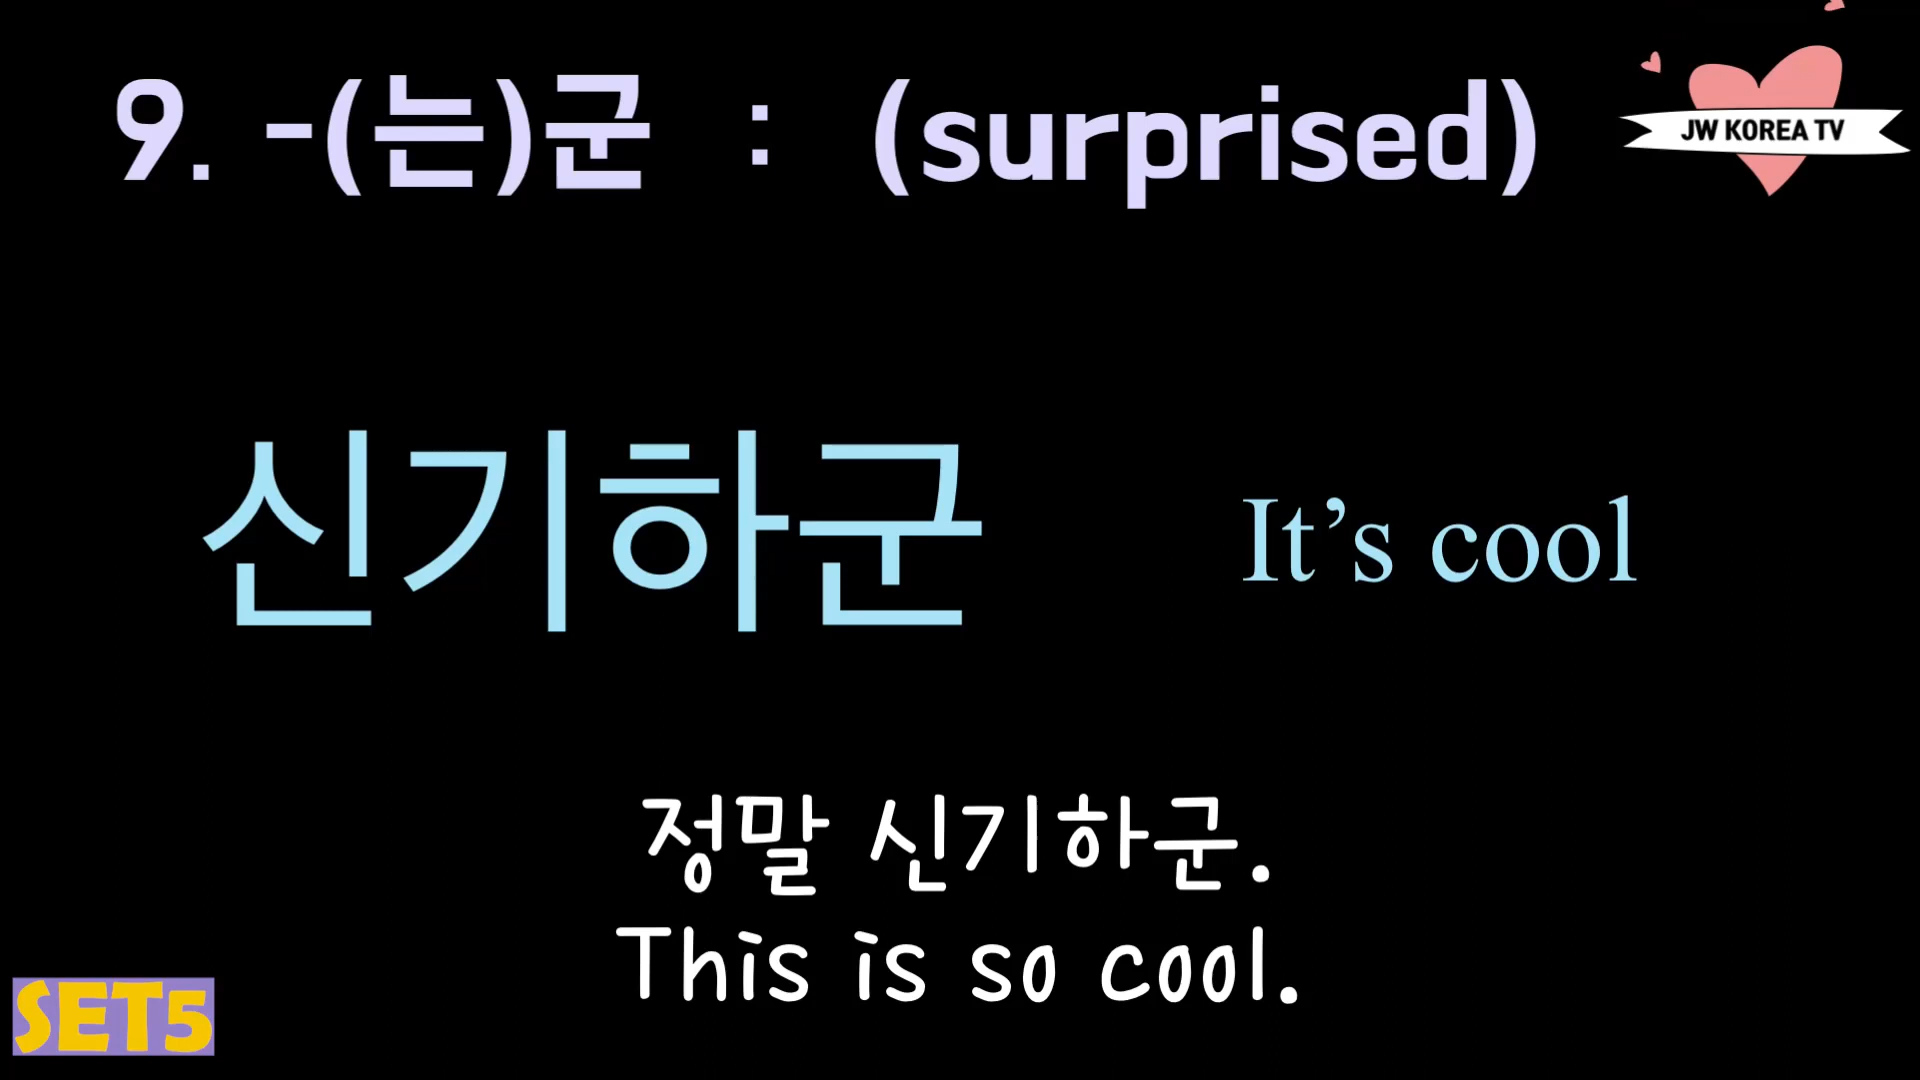 9. -(는)군 : (surprised)
JW KOREA TV
신기하군
It's cool
정말 신기하군.
This is so cool.
SET5